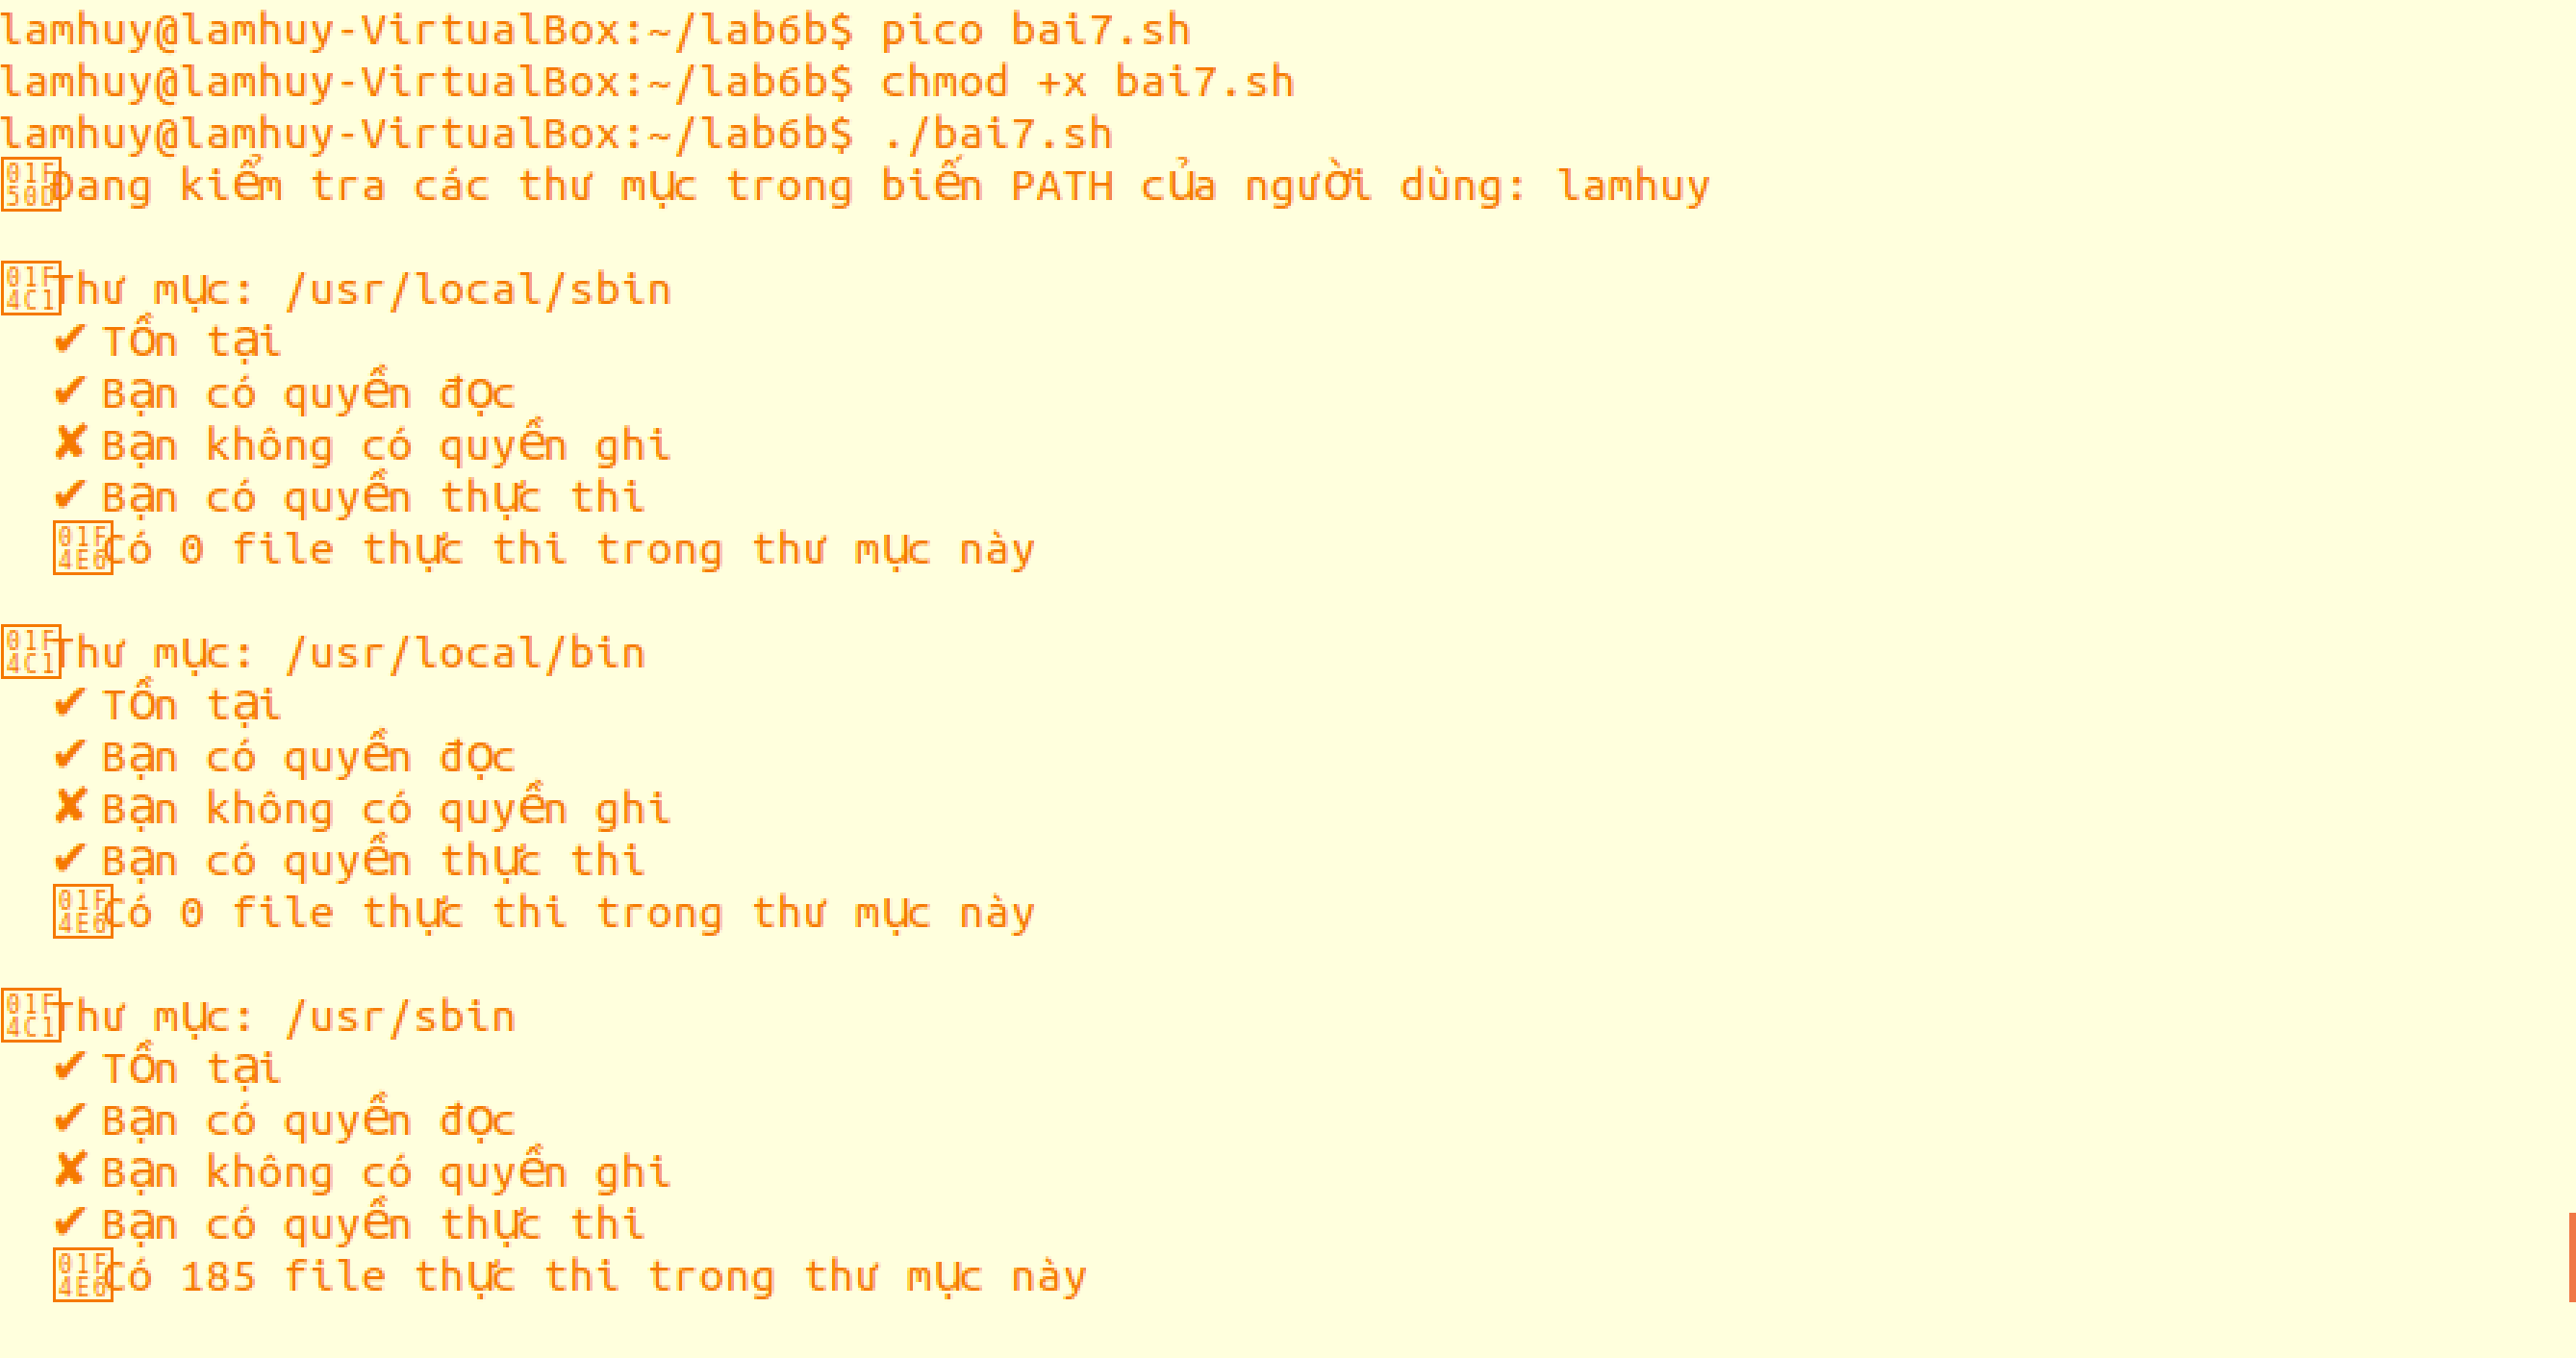 lamhuy@lamhuy-VirtualBox:~/lab6b$ pico bai7.sh
lamhuy@lamhuy-VirtualBox:~/lab6b$ chmod +x bai7.sh
lamhuy@lamhuy-VirtualBox:~/lab6b$ ./bai7.sh
🔍Đang kiểm tra các thư mục trong biến PATH của người dùng: lamhuy
📁Thư mục: /usr/local/sbin
✔ Tồn tại
✔ Bạn có quyền đọc
✘ Bạn không có quyền ghi
✔ Bạn có quyền thực thi
📦Có 0 file thực thi trong thư mục này
📁Thư mục: /usr/local/bin
✔ Tồn tại
✔ Bạn có quyền đọc
✘ Bạn không có quyền ghi
✔ Bạn có quyền thực thi
📦Có 0 file thực thi trong thư mục này
📁Thư mục: /usr/sbin
✔ Tồn tại
✔ Bạn có quyền đọc
✘ Bạn không có quyền ghi
✔ Bạn có quyền thực thi
📦Có 185 file thực thi trong thư mục này